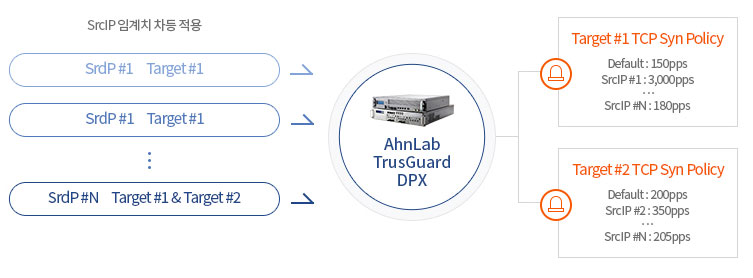 SrcIP 임계치 차등 적용
SrdP #1 Target #1
SrdP #1 Target #1
⋮
SrdP #N Target #1 & Target #2
AhnLab
TrusGuard
DPX
Target #1 TCP Syn Policy
Default : 150pps
SrcIP #1 : 3,000pps
...
SrcIP #N : 180pps
Target #2 TCP Syn Policy
Default : 200pps
SrcIP #2 : 350pps
...
SrcIP #N : 205pps